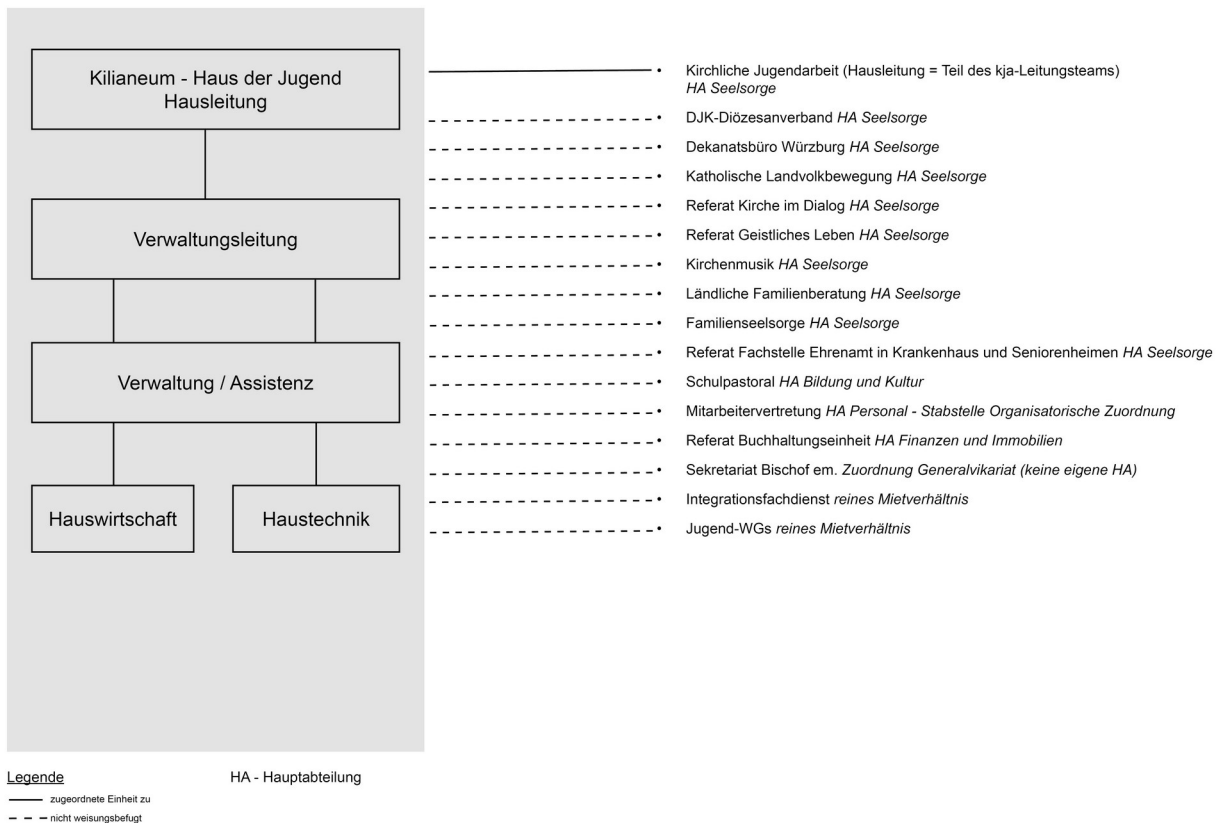 Kilianeum - Haus der Jugend
Hausleitung
Verwaltungsleitung
Verwaltung / Assistenz
Hauswirtschaft
Haustechnik
• Kirchliche Jugendarbeit (Hausleitung = Teil des kja-Leitungsteams)
HA Seelsorge
• DJK-Diözesanverband HA Seelsorge
• Dekanatsbüro Würzburg HA Seelsorge
• Katholische Landvolkbewegung HA Seelsorge
• Referat Kirche im Dialog HA Seelsorge
• Referat Geistliches Leben HA Seelsorge
• Kirchenmusik HA Seelsorge
• Ländliche Familienberatung HA Seelsorge
• Familienseelsorge HA Seelsorge
• Referat Fachstelle Ehrenamt in Krankenhaus und Seniorenheimen HA Seelsorge
• Schulpastoral HA Bildung und Kultur
• Mitarbeitervertretung HA Personal - Stabstelle Organisatorische Zuordnung
• Referat Buchhaltungseinheit HA Finanzen und Immobilien
• Sekretariat Bischof em. Zuordnung Generalvikariat (keine eigene HA)
• Integrationsfachdienst reines Mietverhältnis
• Jugend-WGs reines Mietverhältnis
Legende
HA - Hauptabteilung
zugeordnete Einheit zu
nicht weisungsbefugt